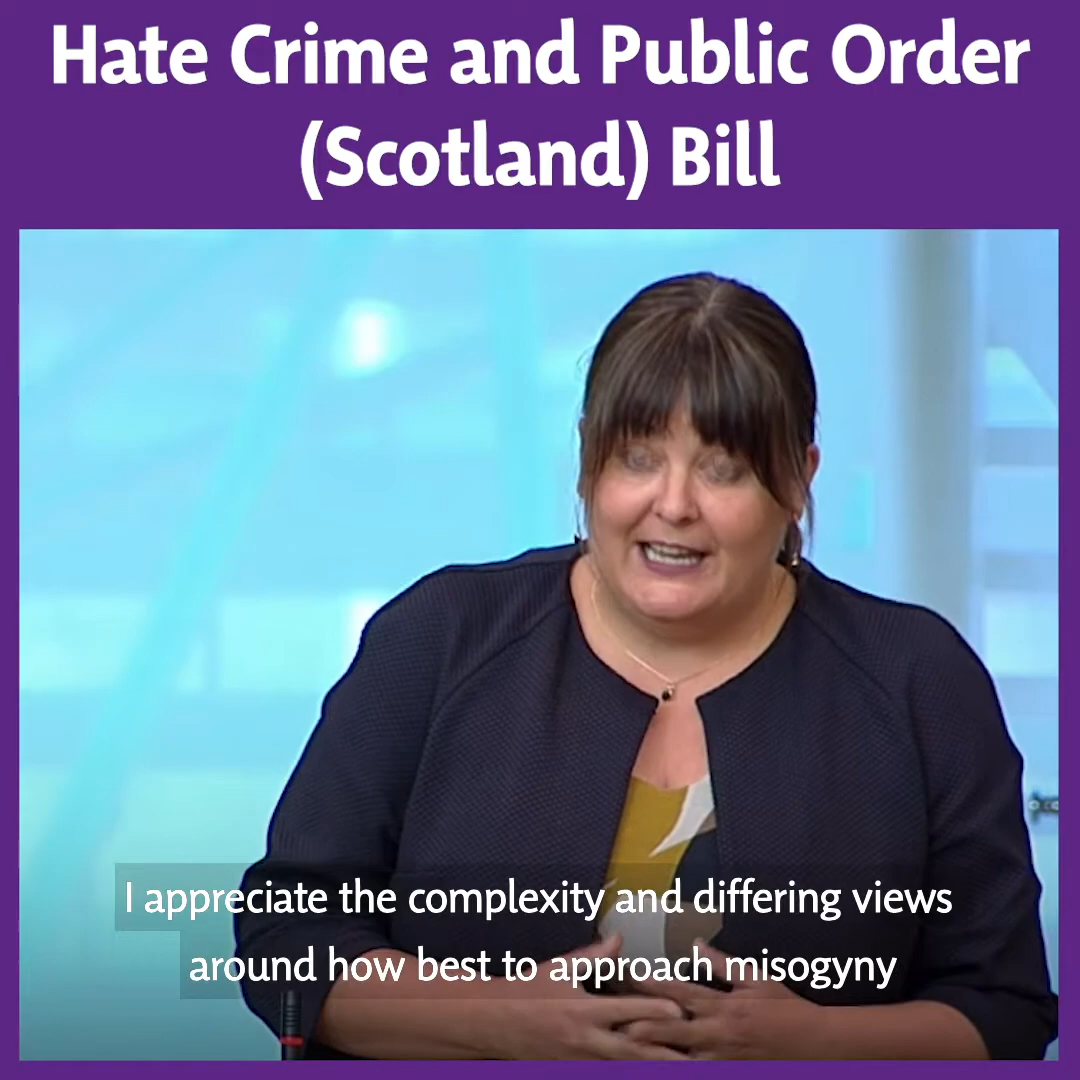 Hate Crime and Public Order
(Scotland) Bill
I appreciate the complexity and differing views
around how best to approach misogyny